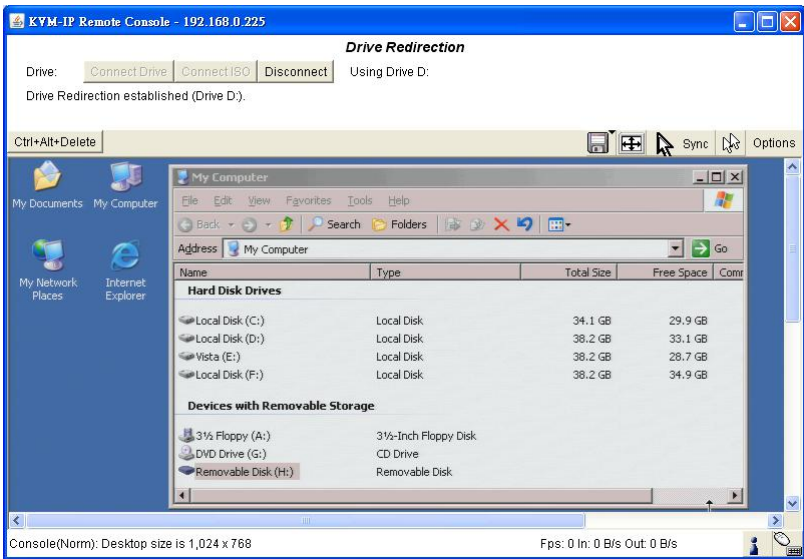 KVM-IP Remote Console - 192.168.0.225
Drive Redirection
Drive: Connect Drive Connect ISO Disconnect Using Drive D:
Drive Redirection established (Drive D:).
Ctrl+Alt+Delete Sync Options
My Documents My Computer
My Network Places
Internet Explorer
My Computer
File Edit View Favorites Tools Help
Back Search Folders
Address My Computer Go
Name Type Total Size Free Space Comr
Hard Disk Drives
Local Disk (C:) Local Disk 34.1 GB 29.9 GB
Local Disk (D:) Local Disk 38.2 GB 33.1 GB
Vista (E:) Local Disk 38.2 GB 28.7 GB
Local Disk (F:) Local Disk 38.2 GB 34.9 GB
Devices with Removable Storage
3½ Floppy (A:) 3½-Inch Floppy Disk
DVD Drive (G:) CD Drive
Removable Disk (H:) Removable Disk
Console(Norm): Desktop size is 1,024 x 768 Fps: 0 In: 0 B/s Out: 0 B/s